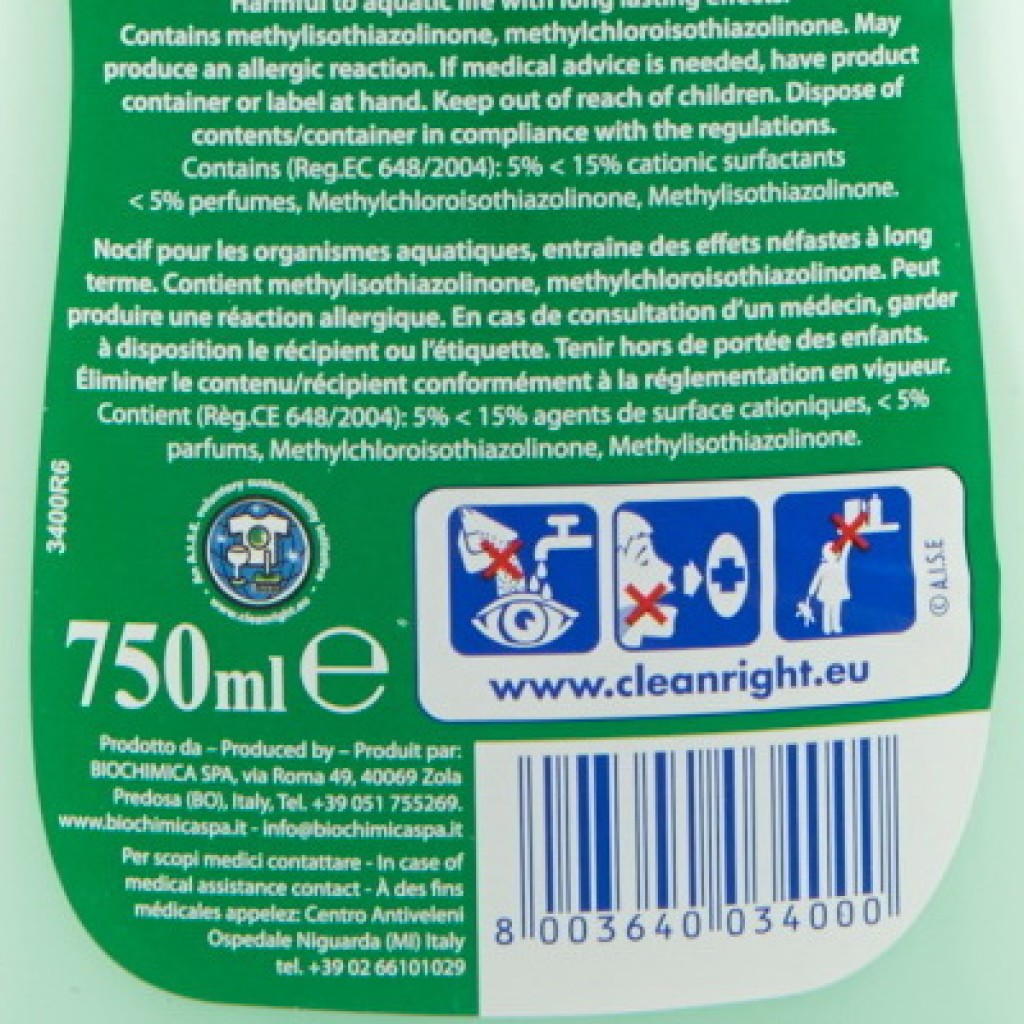 Harmful to aquatic life with long lasting effects.
Contains methylisothiazolinone, methylchloroisothiazolinone. May
produce an allergic reaction. If medical advice is needed, have product
container or label at hand. Keep out of reach of children. Dispose of
contents/container in compliance with the regulations.
Contains (Reg.EC 648/2004): 5% < 15% cationic surfactants
< 5% perfumes, Methylchloroisothiazolinone, Methylisothiazolinone.
Nocif pour les organismes aquatiques, entraîne des effets néfastes à long
terme. Contient methylisothiazolinone, methylchloroisothiazolinone. Peut
produire une réaction allergique. En cas de consultation d'un médecin, garder
à disposition le récipient ou l'étiquette. Tenir hors de portée des enfants.
Éliminer le contenu/récipient conformément à la réglementation en vigueur.
Contient (Règ.CE 648/2004): 5% < 15% agents de surface cationiques, < 5%
parfums, Methylchloroisothiazolinone, Methylisothiazolinone.
3400R6
An A.I.S.E. voluntary sustainability initiative
www.cleanright.eu
© A.I.S.E
750ml e
www.cleanright.eu
Prodotto da – Produced by – Produit par:
BIOCHIMICA SPA, via Roma 49, 40069 Zola
Predosa (BO), Italy, Tel. +39 051 755269.
www.biochimicaspa.it - info@biochimicaspa.it
Per scopi medici contattare - In case of
medical assistance contact - À des fins
médicales appelez: Centro Antiveleni
Ospedale Niguarda (MI) Italy
tel. +39 02 66101029
8 003640 034000